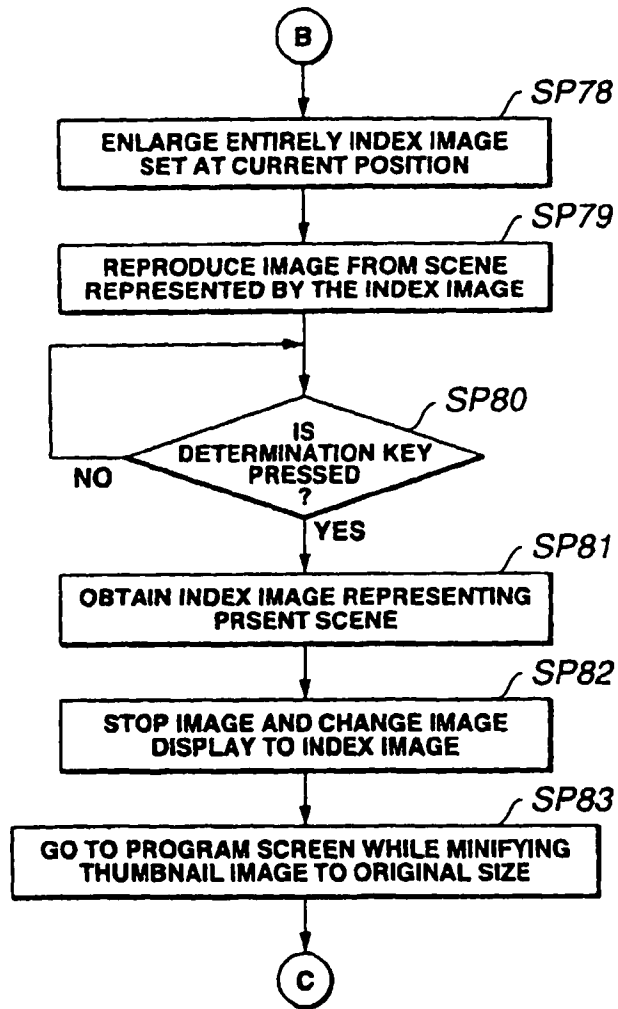 B
SP78
ENLARGE ENTIRELY INDEX IMAGE
SET AT CURRENT POSITION
SP79
REPRODUCE IMAGE FROM SCENE
REPRESENTED BY THE INDEX IMAGE
SP80
IS
DETERMINATION KEY
PRESSED
?
NO
YES
SP81
OBTAIN INDEX IMAGE REPRESENTING
PRSENT SCENE
SP82
STOP IMAGE AND CHANGE IMAGE
DISPLAY TO INDEX IMAGE
SP83
GO TO PROGRAM SCREEN WHILE MINIFYING
THUMBNAIL IMAGE TO ORIGINAL SIZE
C